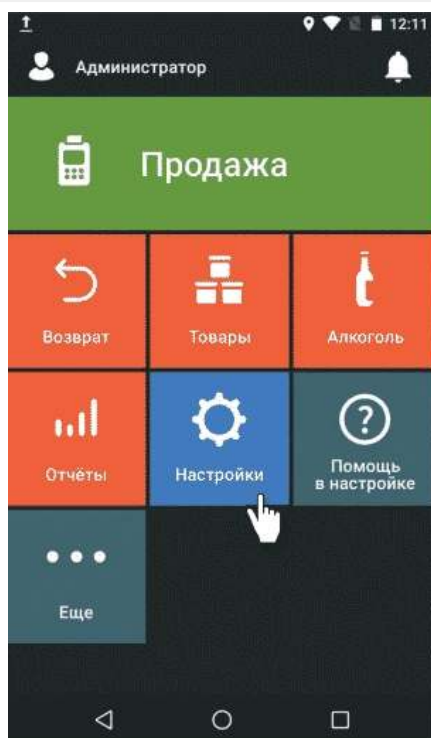 12:11
Администратор
Продажа
Возврат
Товары
Алкоголь
Отчёты
Настройки
Помощь
в настройке
Еще